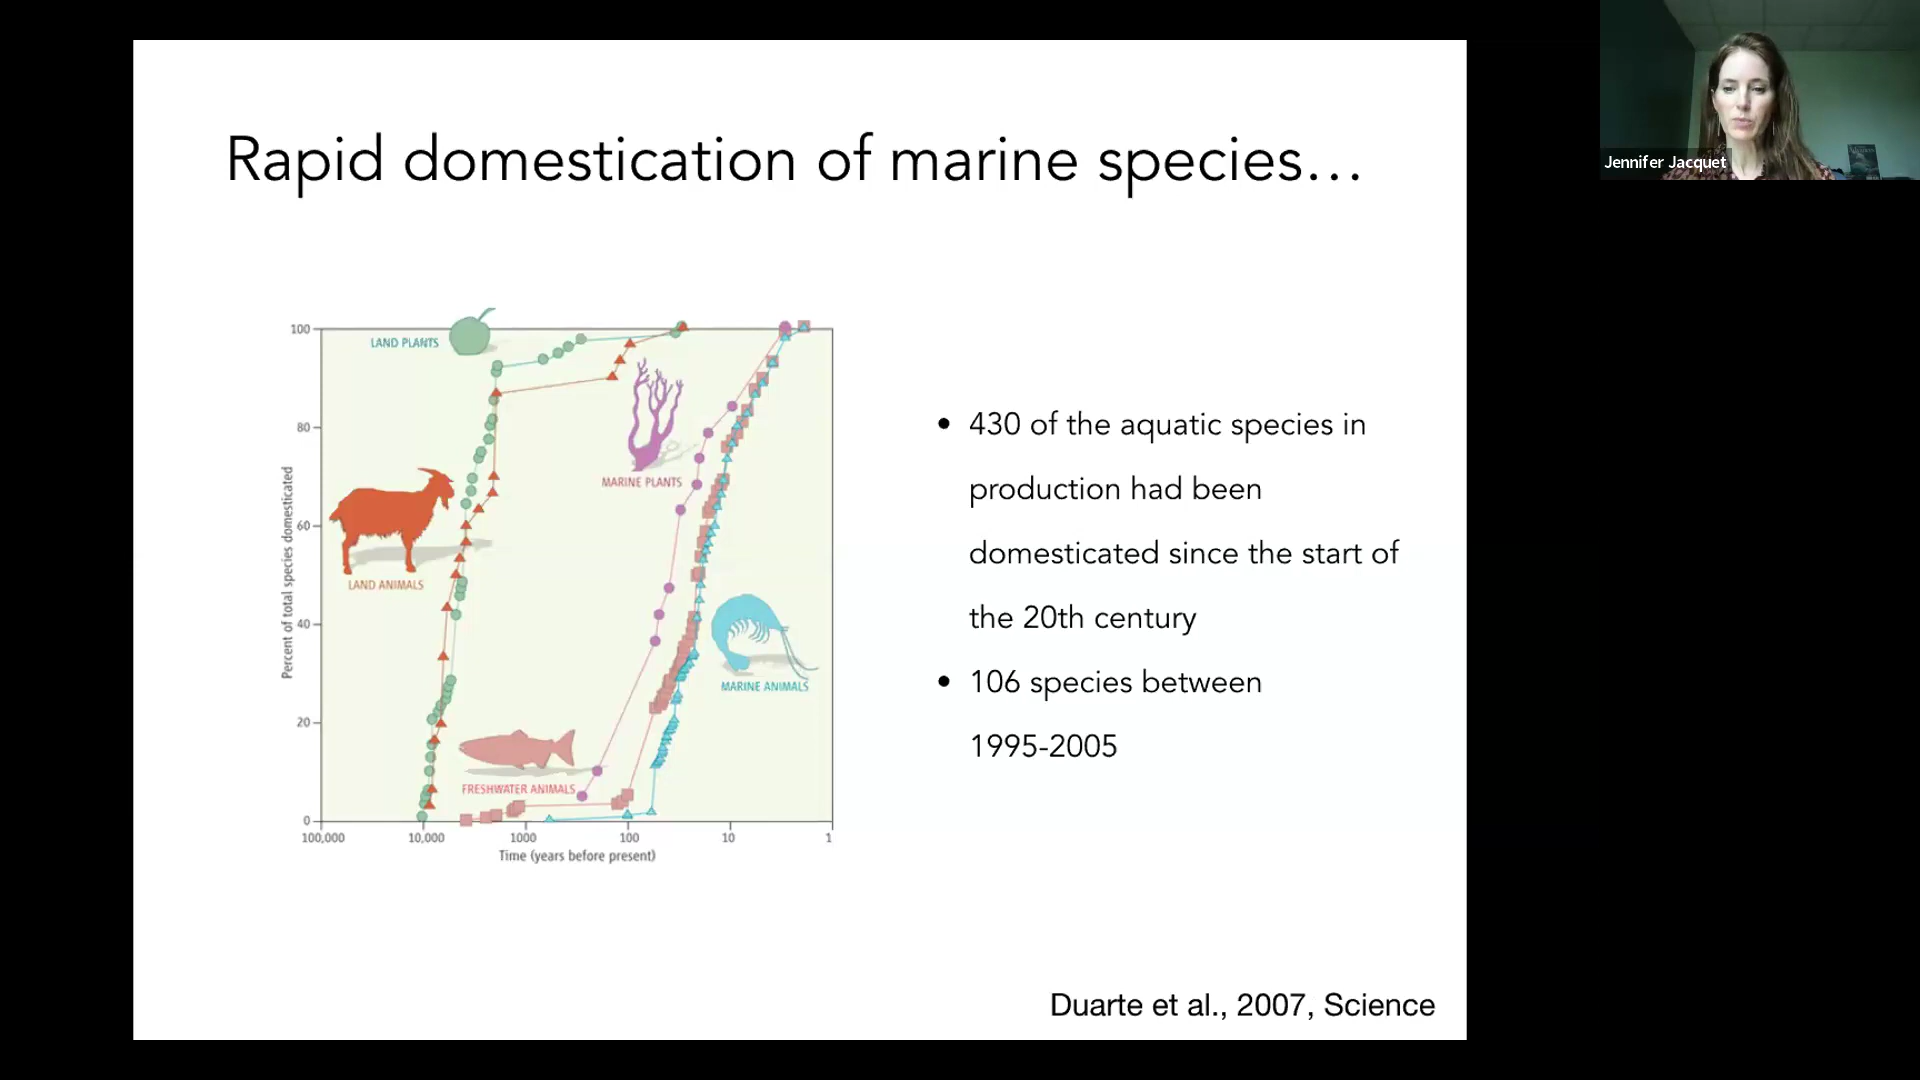 Rapid domestication of marine species…
Jennifer Jacquet
100
80
60
40
20
0
Percent of total species domesticated
LAND PLANTS
MARINE PLANTS
LAND ANIMALS
MARINE ANIMALS
FRESHWATER ANIMALS
100,000 10,000 1000 100 10 1
Time (years before present)
• 430 of the aquatic species in
production had been
domesticated since the start of
the 20th century
• 106 species between
1995-2005
Duarte et al., 2007, Science